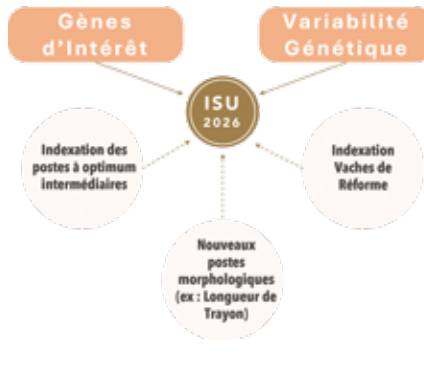 Gènes
d'Intérêt
Variabilité
Génétique
ISU
2026
Indexation des
postes à optimum
intermédiaires
Indexation
Vaches de
Réforme
Nouveaux
postes
morphologiques
(ex : Longueur de
Trayon)